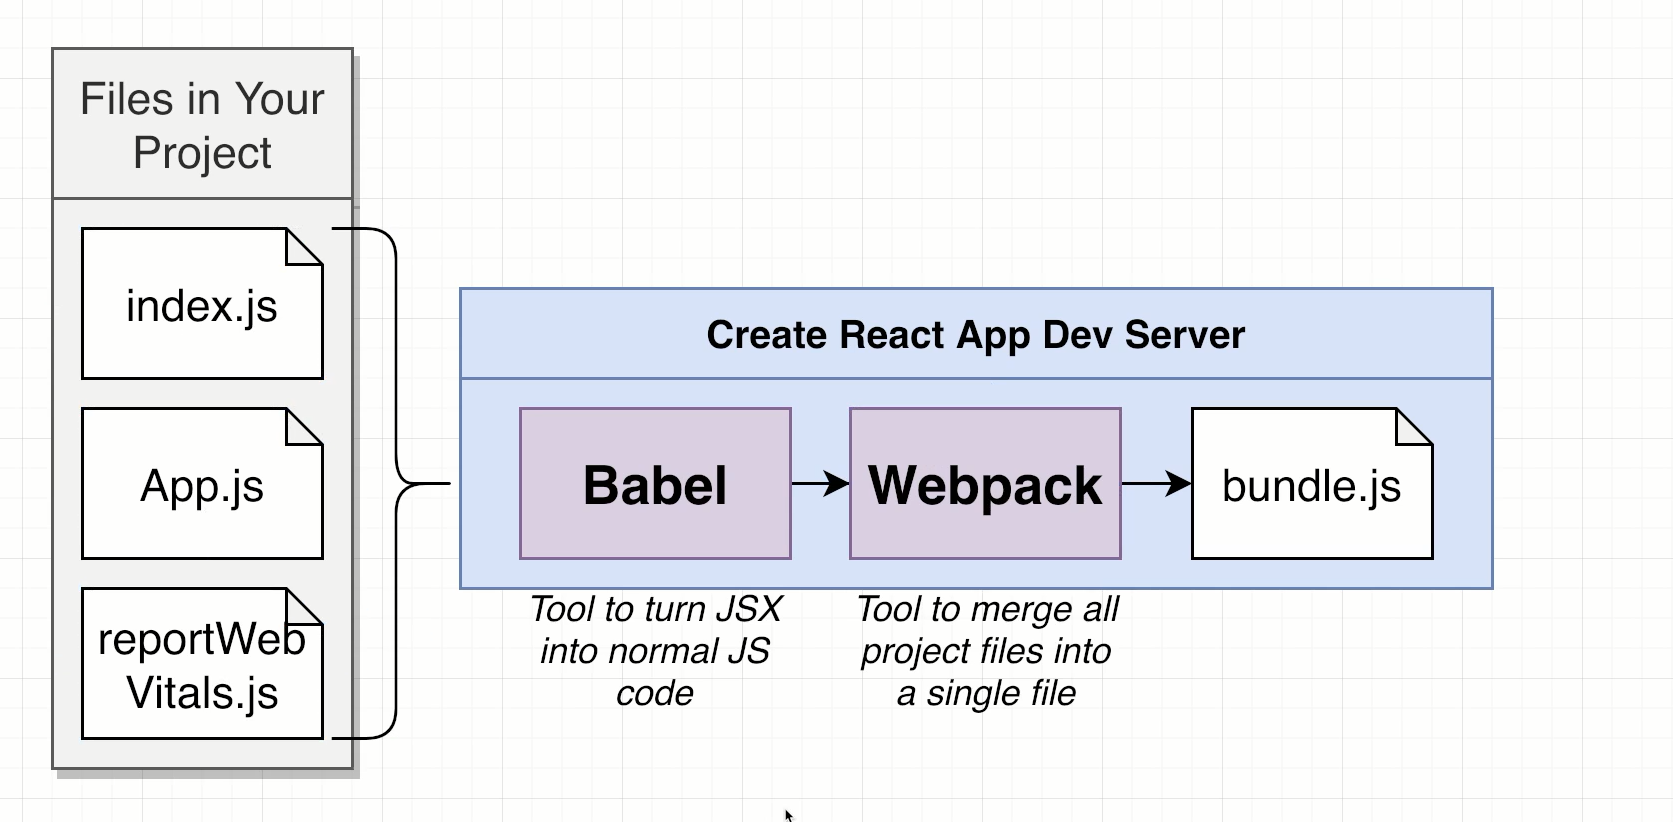 Files in Your
Project
index.js
App.js
reportWeb
Vitals.js
Create React App Dev Server
Babel
Webpack
bundle.js
Tool to turn JSX
into normal JS
code
Tool to merge all
project files into
a single file